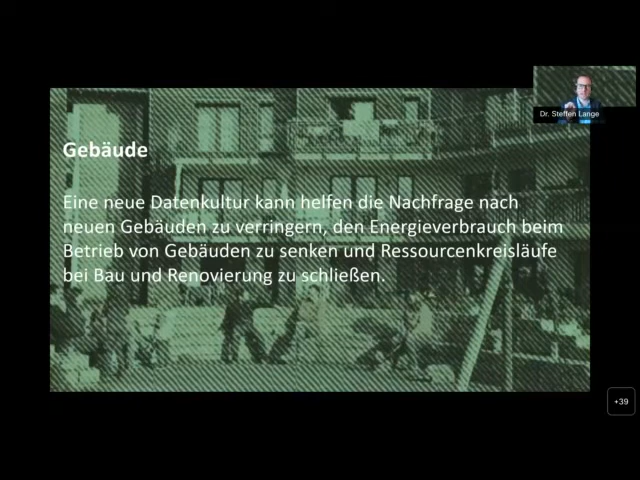 Dr. Steffen Lange
Gebäude
Eine neue Datenkultur kann helfen die Nachfrage nach
neuen Gebäuden zu verringern, den Energieverbrauch beim
Betrieb von Gebäuden zu senken und Ressourcenkreisläufe
bei Bau und Renovierung zu schließen.
+39